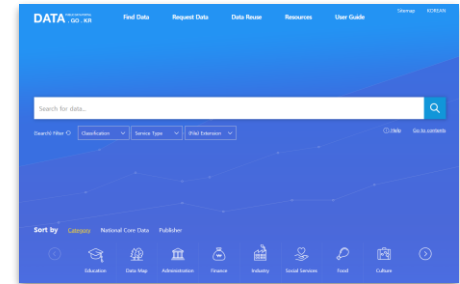 Sitemap KOREAN
DATA .GO.KR Find Data Request Data Data Reuse Resources User Guide
Search for data...
(Search) Filter Classification Service Type (File) Extension Help Go to contents
Sort by Category National Core Data Publisher
Education Data Map Administration Finance Industry Social Services Food Culture